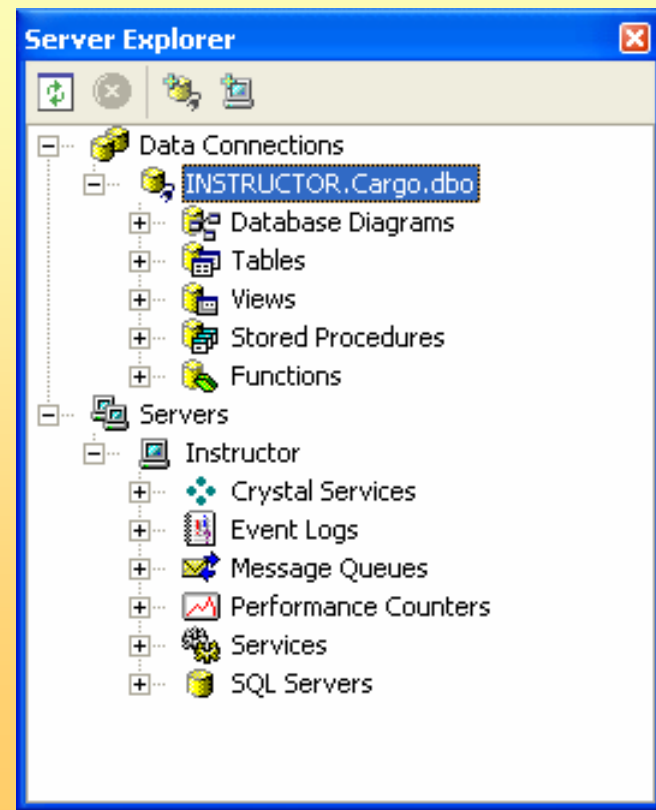 Server Explorer
Data Connections
INSTRUCTOR.Cargo.dbo
Database Diagrams
Tables
Views
Stored Procedures
Functions
Servers
Instructor
Crystal Services
Event Logs
Message Queues
Performance Counters
Services
SQL Servers